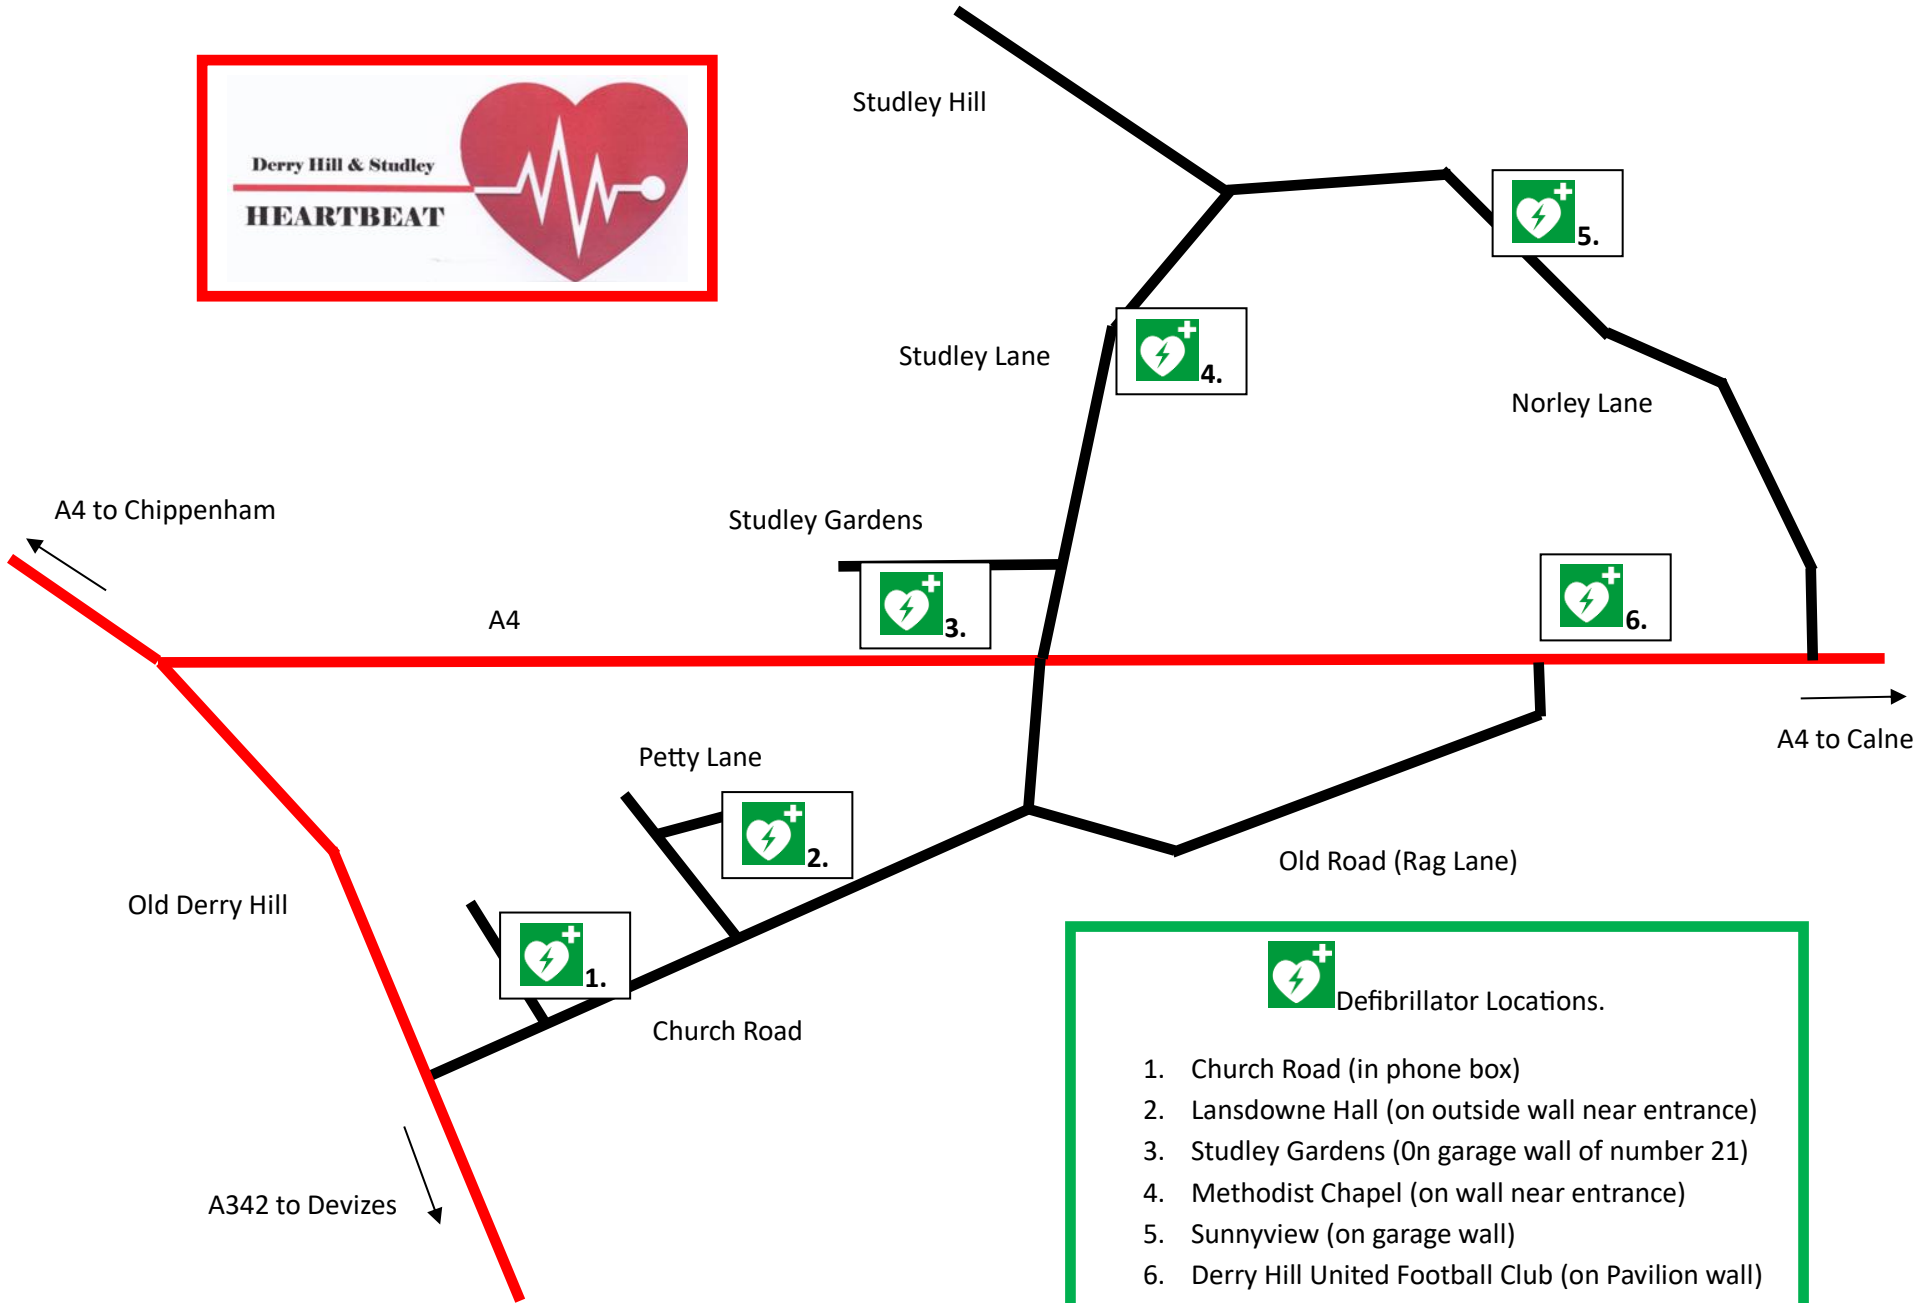 Studley Hill
Derry Hill & Studley
HEARTBEAT
5.
Studley Lane
4.
Norley Lane
A4 to Chippenham
Studley Gardens
A4
3.
6.
A4 to Calne
Petty Lane
2.
Old Road (Rag Lane)
Old Derry Hill
1.
Church Road
A342 to Devizes
Defibrillator Locations.
1. Church Road (in phone box)
2. Lansdowne Hall (on outside wall near entrance)
3. Studley Gardens (0n garage wall of number 21)
4. Methodist Chapel (on wall near entrance)
5. Sunnyview (on garage wall)
6. Derry Hill United Football Club (on Pavilion wall)